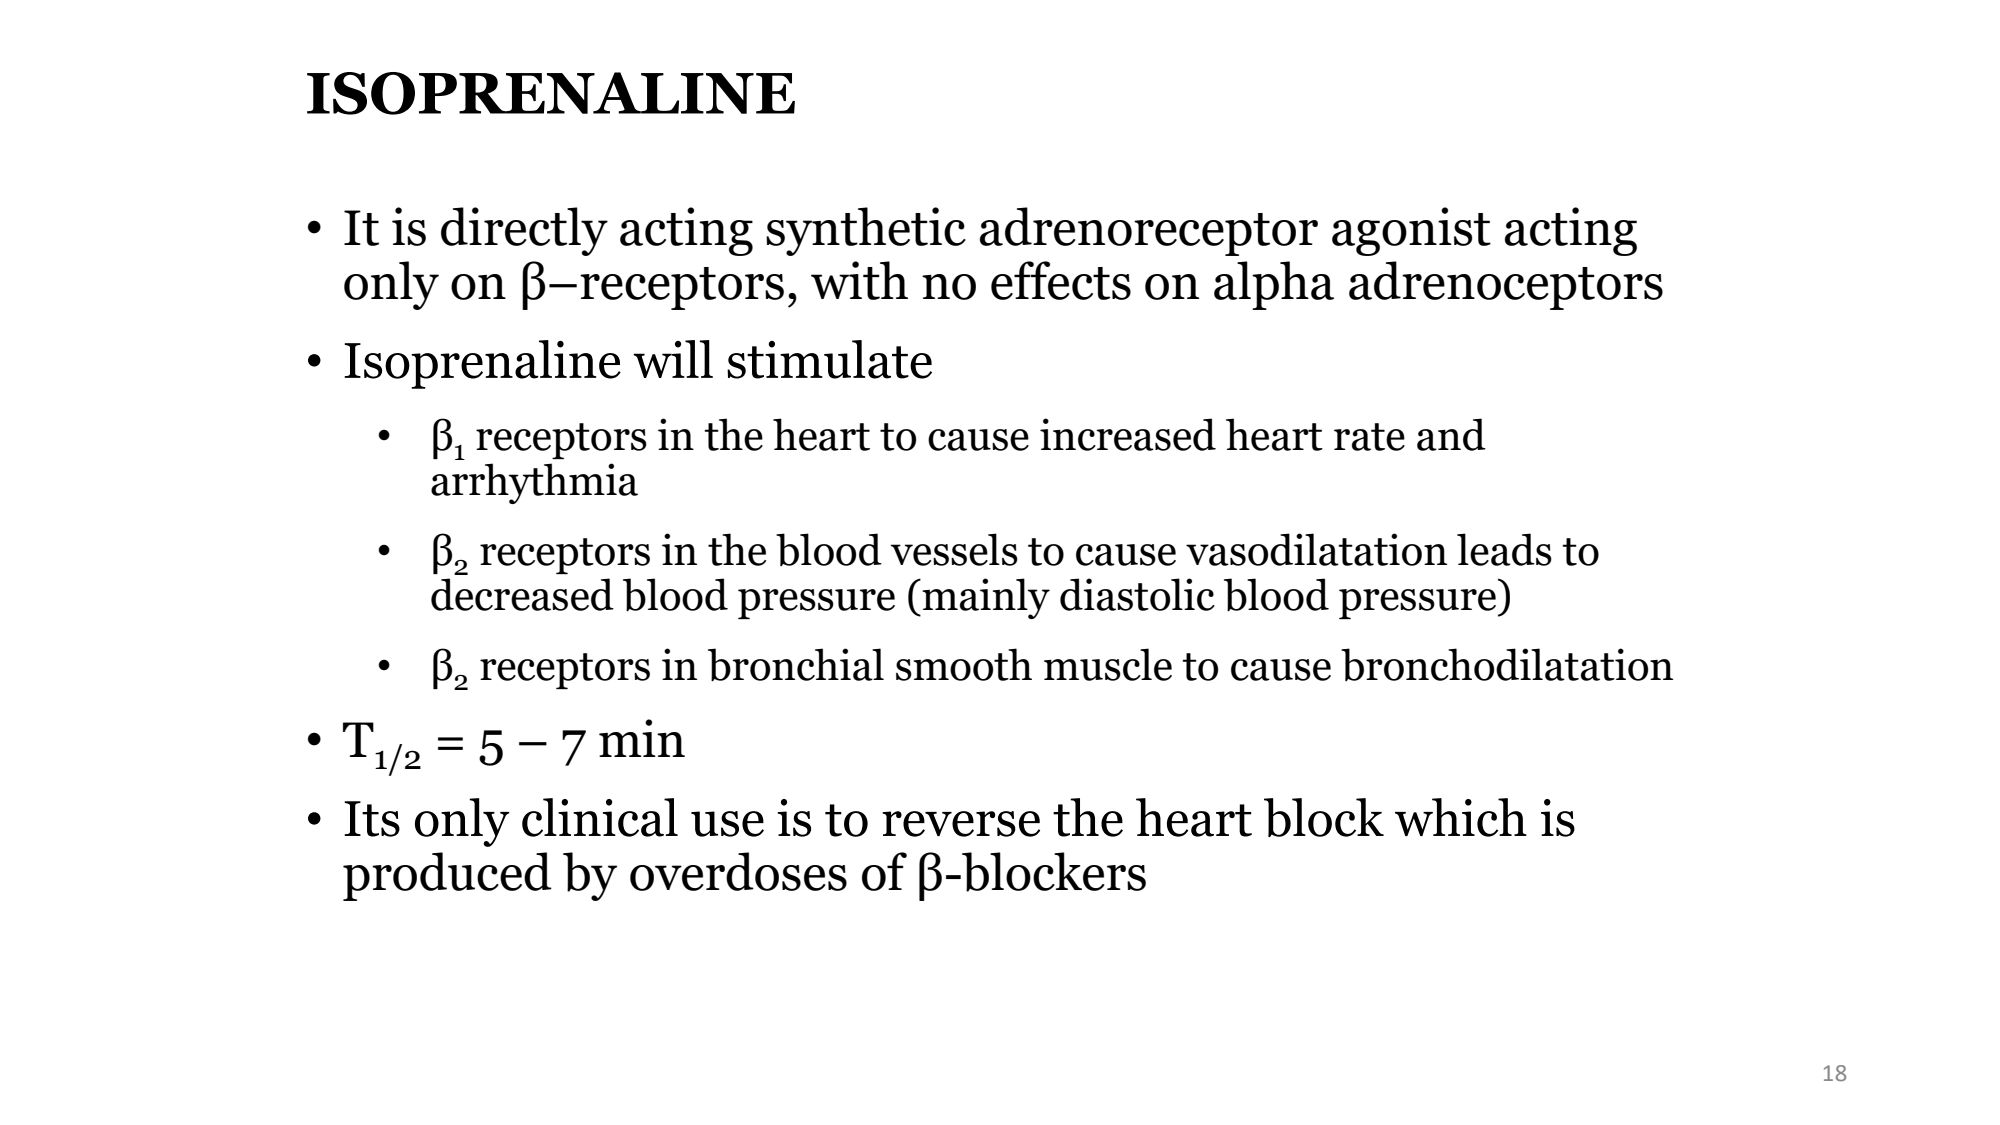 ISOPRENALINE
• It is directly acting synthetic adrenoreceptor agonist acting
only on β–receptors, with no effects on alpha adrenoceptors
• Isoprenaline will stimulate
• β₁ receptors in the heart to cause increased heart rate and
arrhythmia
• β₂ receptors in the blood vessels to cause vasodilatation leads to
decreased blood pressure (mainly diastolic blood pressure)
• β₂ receptors in bronchial smooth muscle to cause bronchodilatation
• T₁/₂ = 5 – 7 min
• Its only clinical use is to reverse the heart block which is
produced by overdoses of β-blockers
18